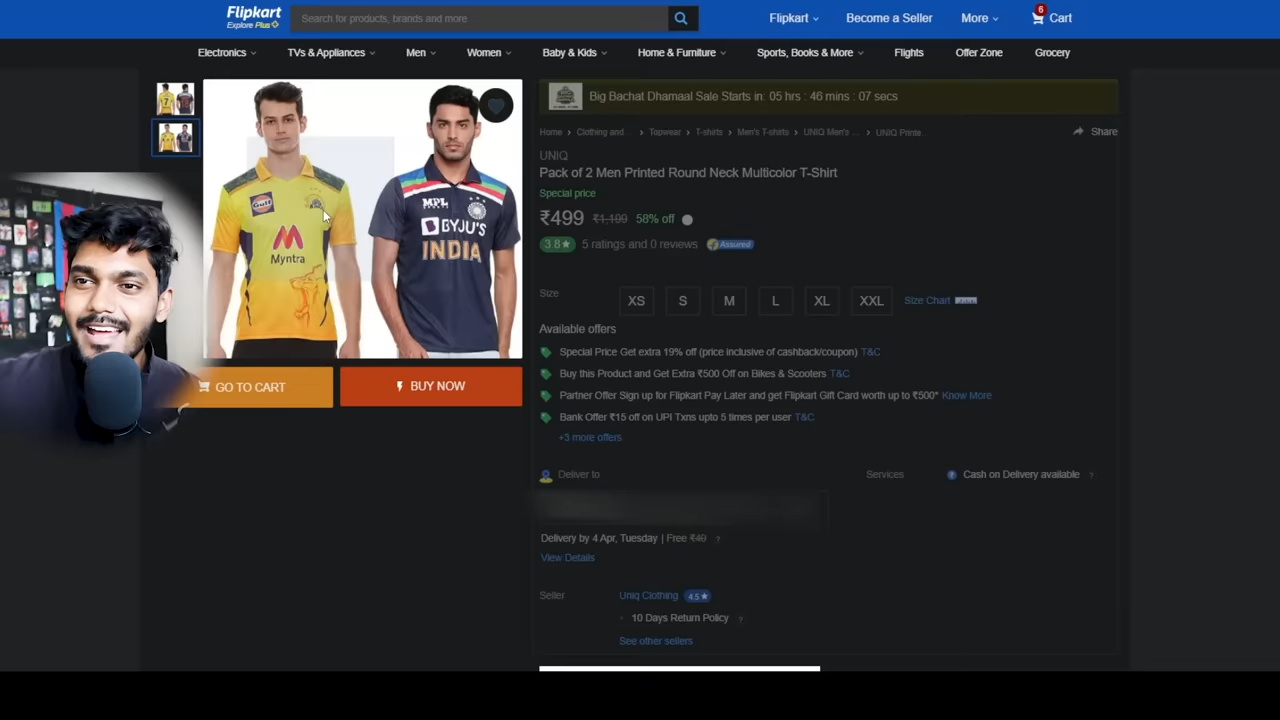 Flipkart
Explore Plus
Search for products, brands and more
Flipkart
Become a Seller
More
6
Cart
Electronics
TVs & Appliances
Men
Women
Baby & Kids
Home & Furniture
Sports, Books & More
Flights
Offer Zone
Grocery
Gulf
Myntra
MPL
BYJU'S
INDIA
GO TO CART
BUY NOW
Big Bachat Dhamaal Sale Starts in: 05 hrs : 46 mins : 07 secs
Home > Clothing and ... > Topwear > T-shirts > Men's T-shirts > UNIQ Men's ... > UNIQ Printe...
Share
UNIQ
Pack of 2 Men Printed Round Neck Multicolor T-Shirt
Special price
₹499 ₹1,199 58% off
3.8★ 5 ratings and 0 reviews Assured
Size XS S M L XL XXL Size Chart
Available offers
Special Price Get extra 19% off (price inclusive of cashback/coupon) T&C
Buy this Product and Get Extra ₹500 Off on Bikes & Scooters T&C
Partner Offer Sign up for Flipkart Pay Later and get Flipkart Gift Card worth up to ₹500* Know More
Bank Offer ₹15 off on UPI Txns upto 5 times per user T&C
+3 more offers
Deliver to
Services
? Cash on Delivery available ?
Delivery by 4 Apr, Tuesday | Free ₹40 ?
View Details
Seller Uniq Clothing 4.5★
10 Days Return Policy ?
See other sellers